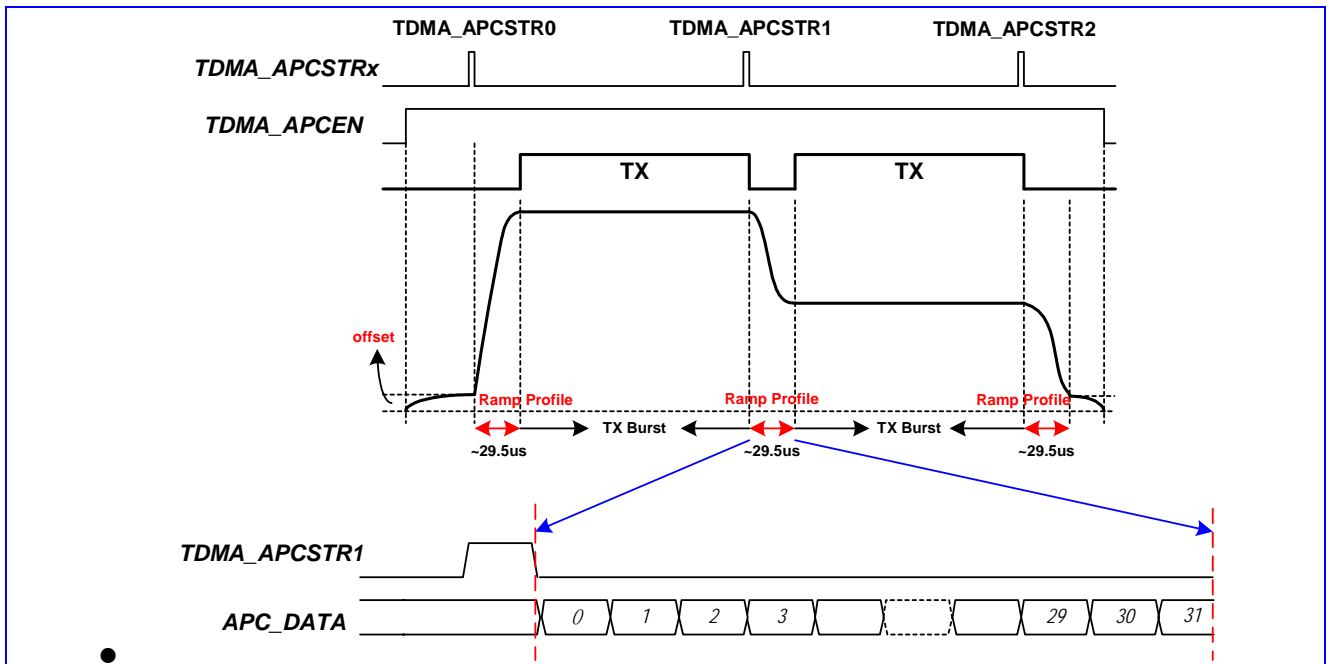 TDMA_APCSTR0 TDMA_APCSTR1 TDMA_APCSTR2
TDMA_APCSTRx
TDMA_APCEN
TX TX
offset
Ramp Profile Ramp Profile Ramp Profile
TX Burst TX Burst
~29.5us ~29.5us ~29.5us
TDMA_APCSTR1
APC_DATA 0 1 2 3 29 30 31